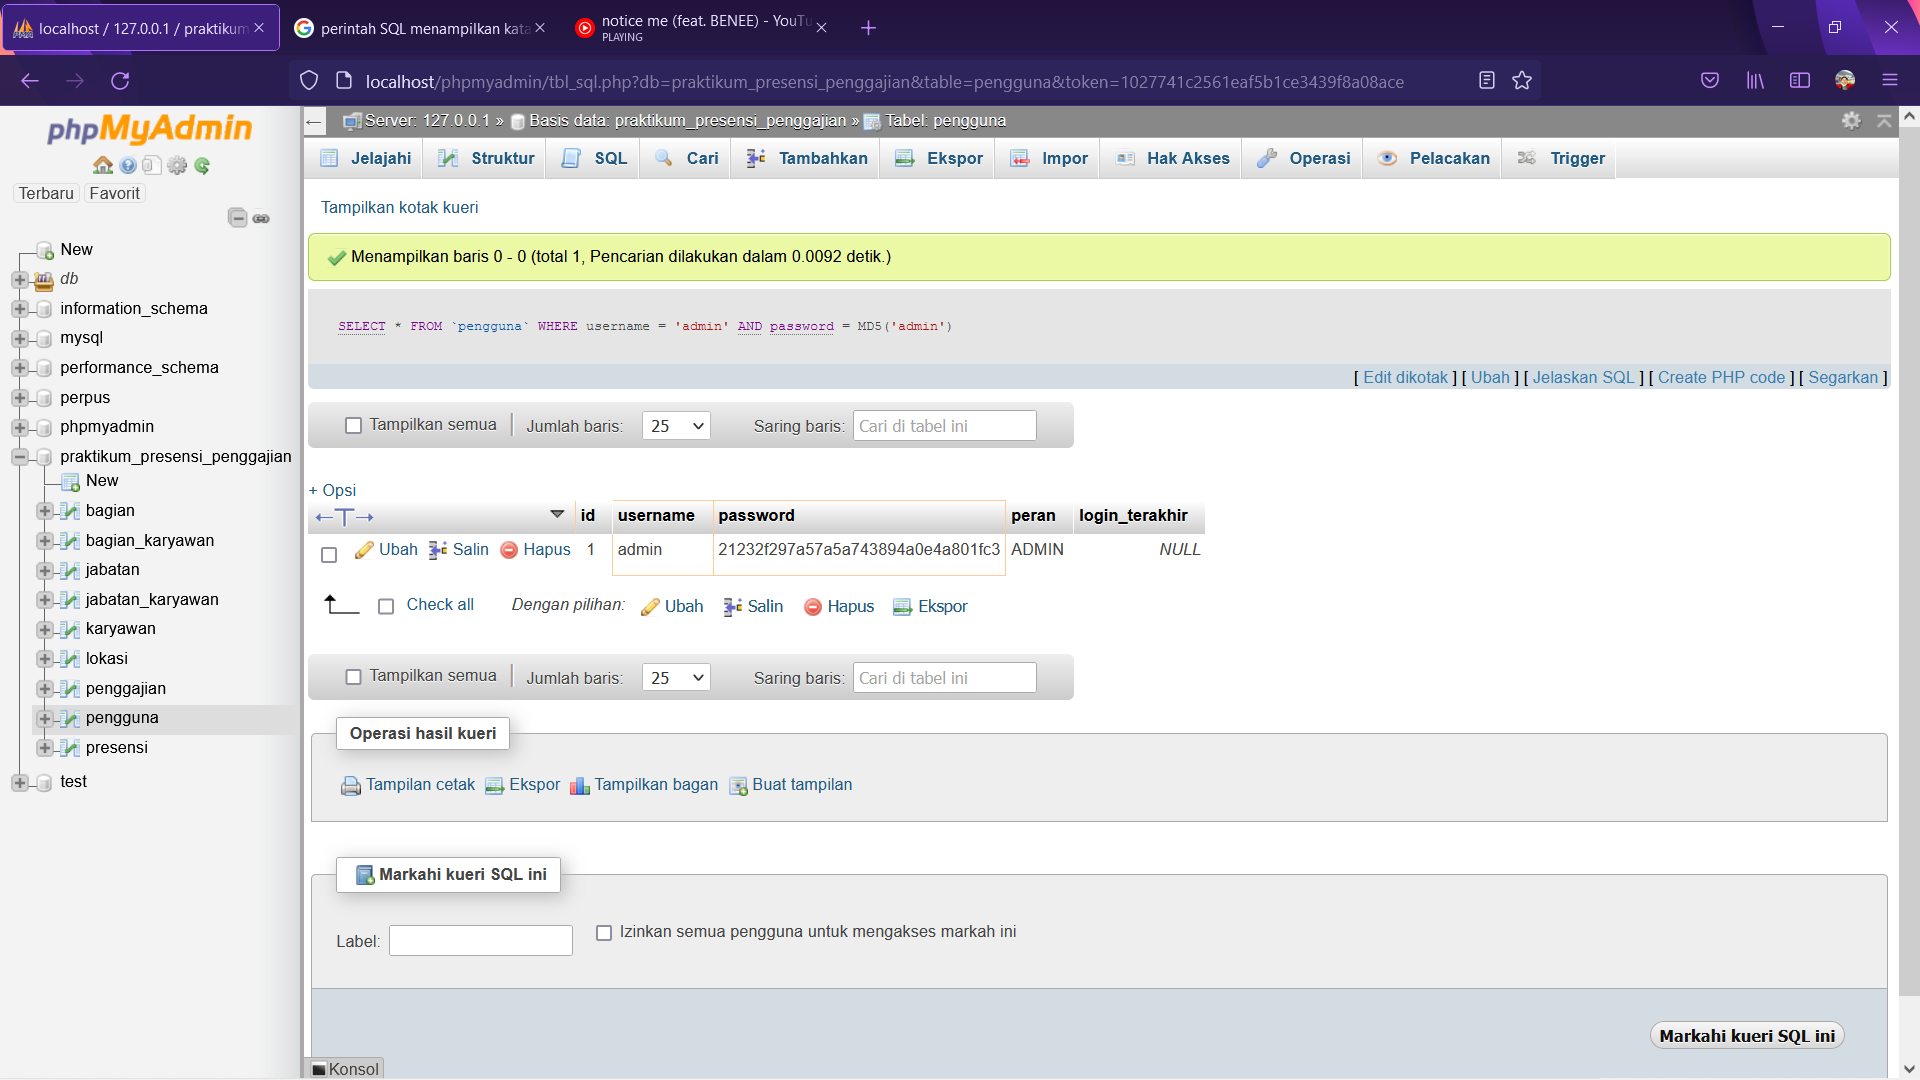 localhost / 127.0.0.1 / praktikum
perintah SQL menampilkan kata
notice me (feat. BENEE) - YouTu
PLAYING
localhost/phpmyadmin/tbl_sql.php?db=praktikum_presensi_penggajian&table=pengguna&token=1027741c2561eaf5b1ce3439f8a08ace
phpMyAdmin
Terbaru Favorit
New
db
information_schema
mysql
performance_schema
perpus
phpmyadmin
praktikum_presensi_penggajian
New
bagian
bagian_karyawan
jabatan
jabatan_karyawan
karyawan
lokasi
penggajian
pengguna
presensi
test
Server: 127.0.0.1 » Basis data: praktikum_presensi_penggajian » Tabel: pengguna
Jelajahi Struktur SQL Cari Tambahkan Ekspor Impor Hak Akses Operasi Pelacakan Trigger
Tampilkan kotak kueri
Menampilkan baris 0 - 0 (total 1, Pencarian dilakukan dalam 0.0092 detik.)
SELECT * FROM `pengguna` WHERE username = 'admin' AND password = MD5('admin')
[ Edit dikotak ] [ Ubah ] [ Jelaskan SQL ] [ Create PHP code ] [ Segarkan ]
Tampilkan semua | Jumlah baris: 25 Saring baris: Cari di tabel ini
+ Opsi
←T→ id username password peran login_terakhir
Ubah Salin Hapus 1 admin 21232f297a57a5a743894a0e4a801fc3 ADMIN NULL
Check all Dengan pilihan: Ubah Salin Hapus Ekspor
Tampilkan semua | Jumlah baris: 25 Saring baris: Cari di tabel ini
Operasi hasil kueri
Tampilan cetak Ekspor Tampilkan bagan Buat tampilan
Markahi kueri SQL ini
Label: Izinkan semua pengguna untuk mengakses markah ini
Markahi kueri SQL ini
Konsol